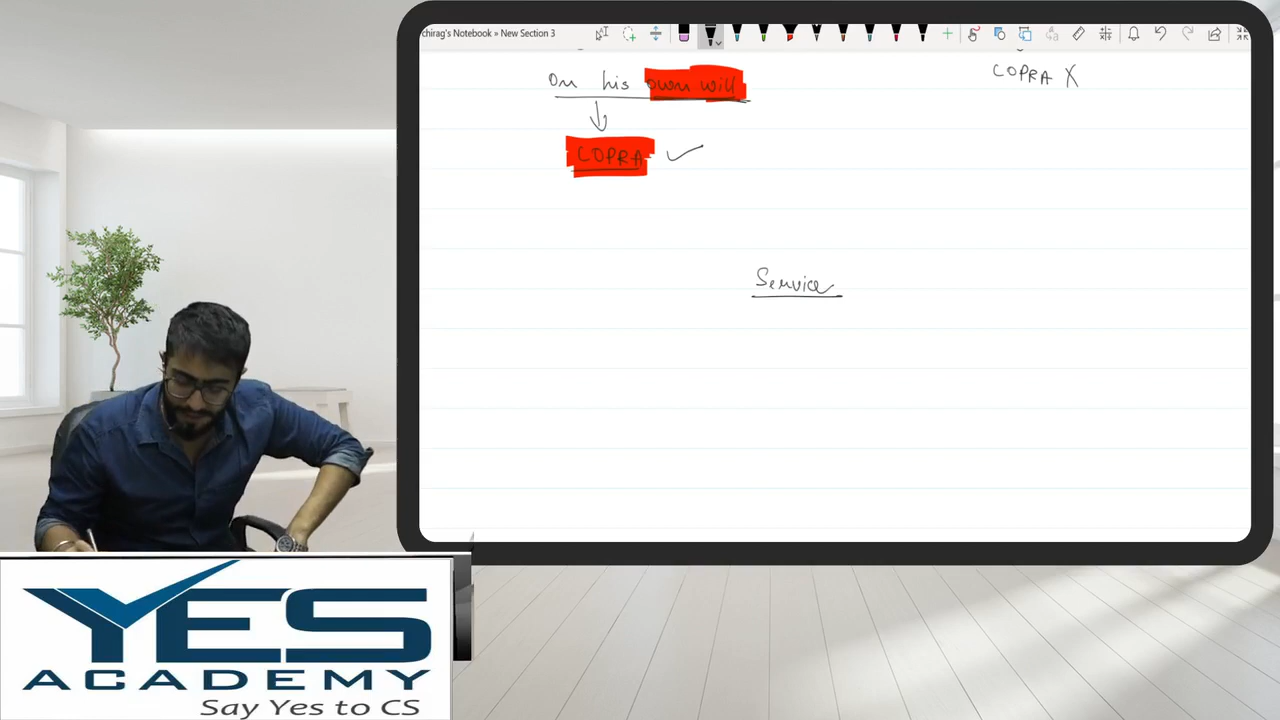 chirag's Notebook » New Section 3
On his own will
COPRA X
COPRA ✓
Service
YES
ACADEMY
Say Yes to CS